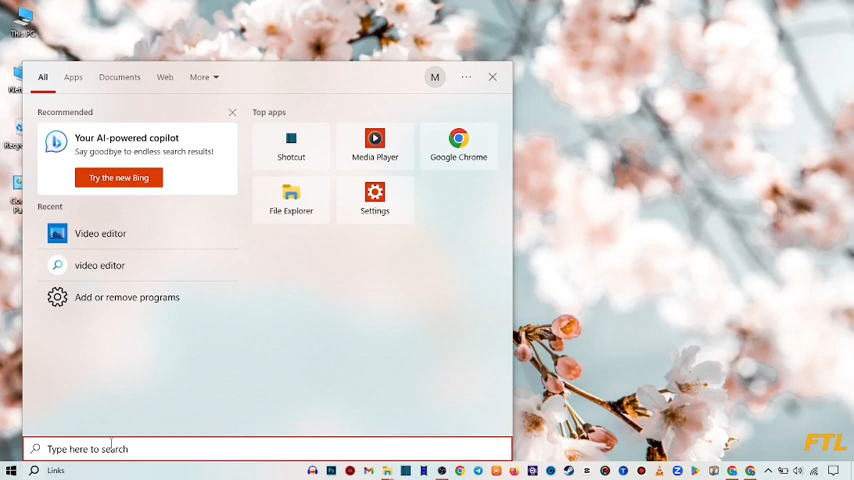 This PC
All Apps Documents Web More M
Recommended
Top apps
Your AI-powered copilot
Say goodbye to endless search results!
Try the new Bing
Shotcut
Media Player
Google Chrome
File Explorer
Settings
Recent
Video editor
video editor
Add or remove programs
Type here to search
Links
FTL